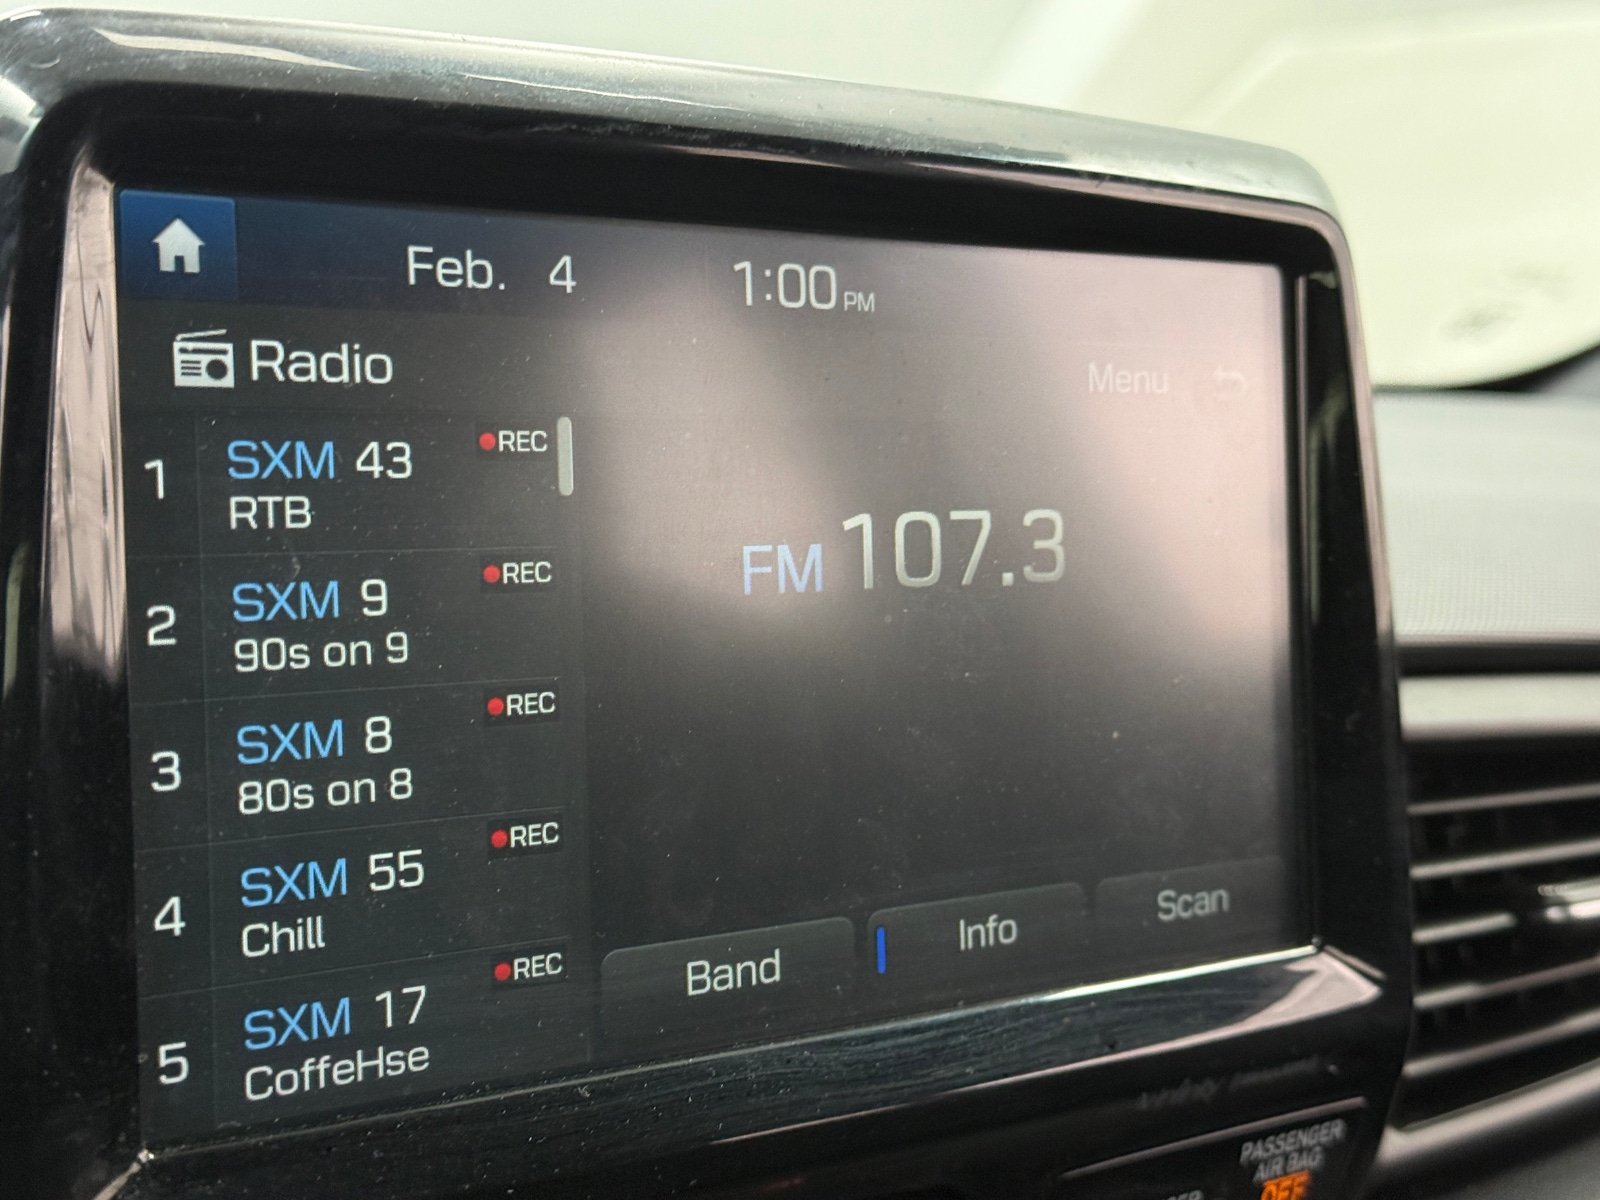 Feb. 4 1:00 PM
Radio
Menu
1 SXM 43 REC
RTB
2 SXM 9 REC
90s on 9
3 SXM 8 REC
80s on 8
4 SXM 55 REC
Chill
5 SXM 17 REC
CoffeHse
FM 107.3
Band Info Scan
PASSENGER
AIR BAG
OFF